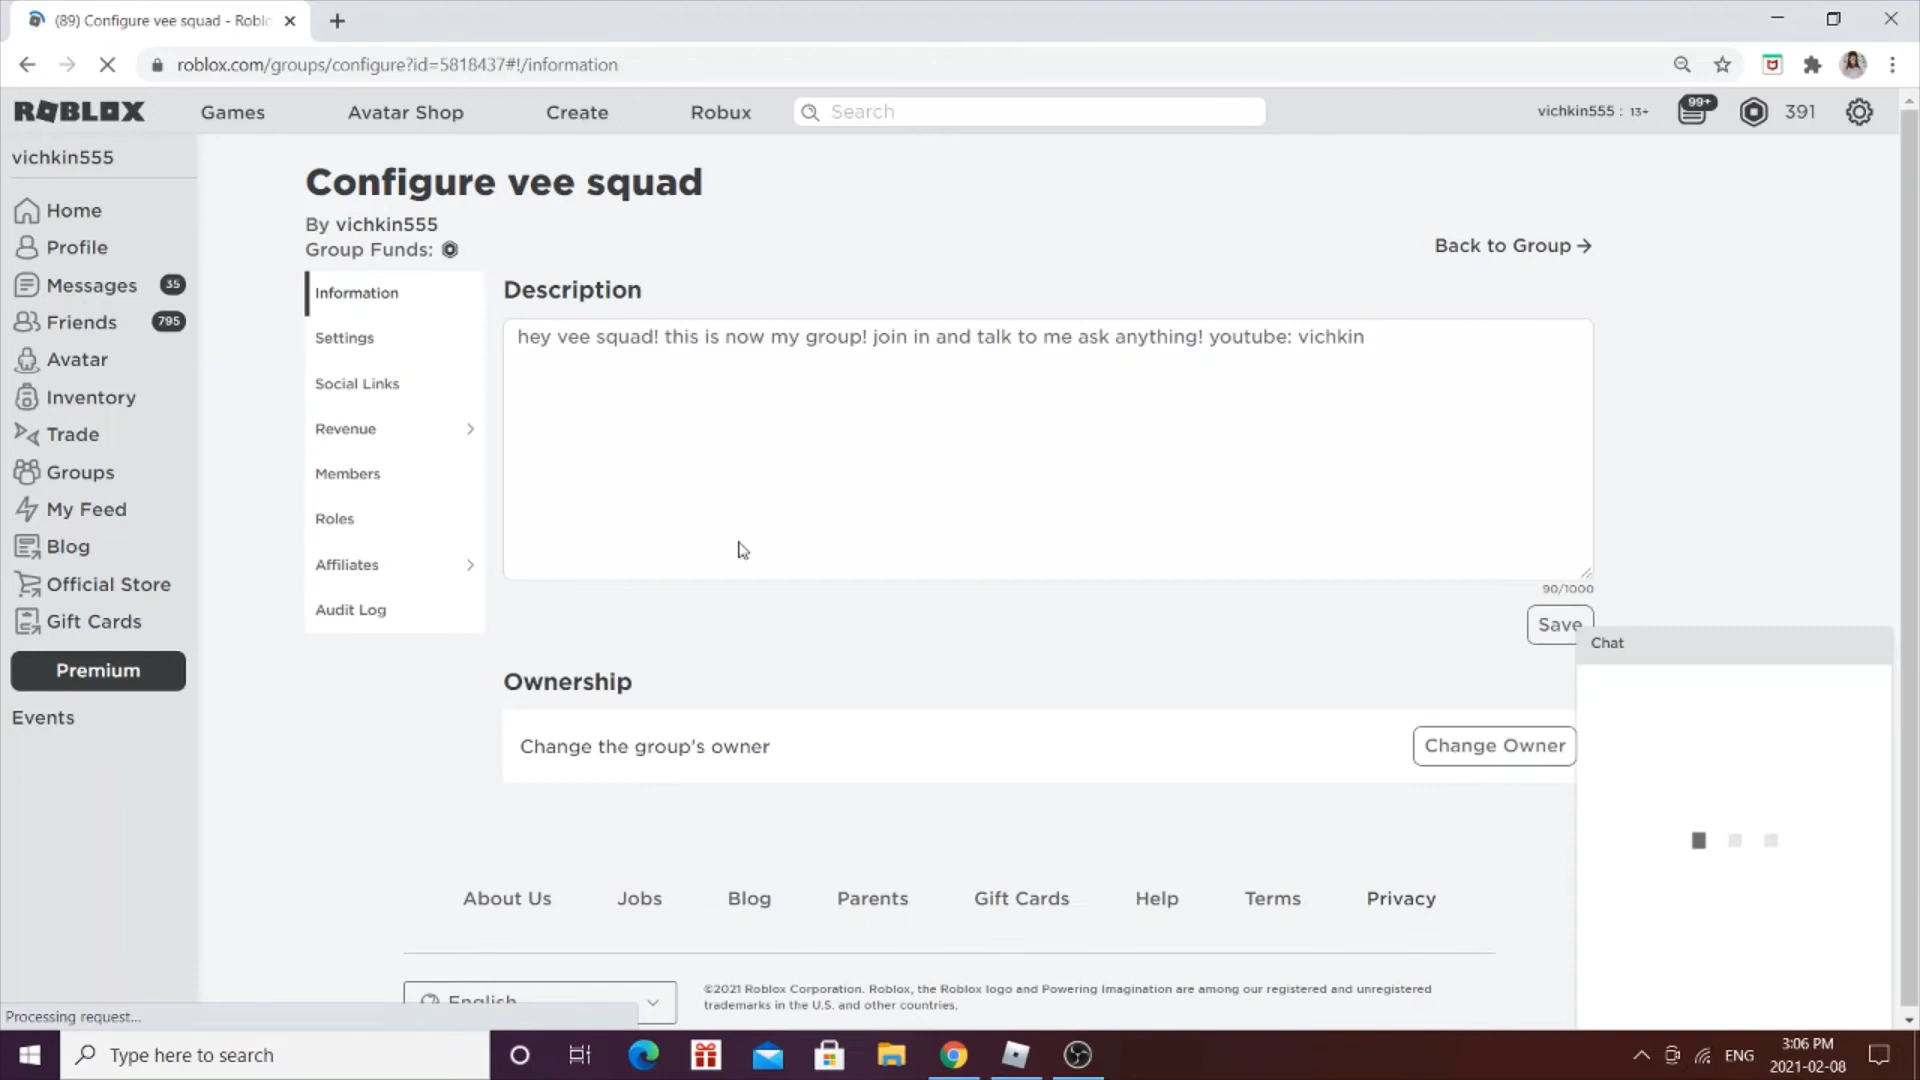 (89) Configure vee squad - Roblo
roblox.com/groups/configure?id=5818437#!/information
ROBLOX
Games
Avatar Shop
Create
Robux
Search
vichkin555 : 13+
99+
391
vichkin555
Home
Profile
Messages 35
Friends 795
Avatar
Inventory
Trade
Groups
My Feed
Blog
Official Store
Gift Cards
Premium
Events
Configure vee squad
By vichkin555
Group Funds:
Back to Group
Information
Settings
Social Links
Revenue
Members
Roles
Affiliates
Audit Log
Description
hey vee squad! this is now my group! join in and talk to me ask anything! youtube: vichkin
90/1000
Save
Chat
Ownership
Change the group's owner
Change Owner
About Us
Jobs
Blog
Parents
Gift Cards
Help
Terms
Privacy
English
©2021 Roblox Corporation. Roblox, the Roblox logo and Powering Imagination are among our registered and unregistered
trademarks in the U.S. and other countries.
Processing request...
Type here to search
ENG
3:06 PM
2021-02-08